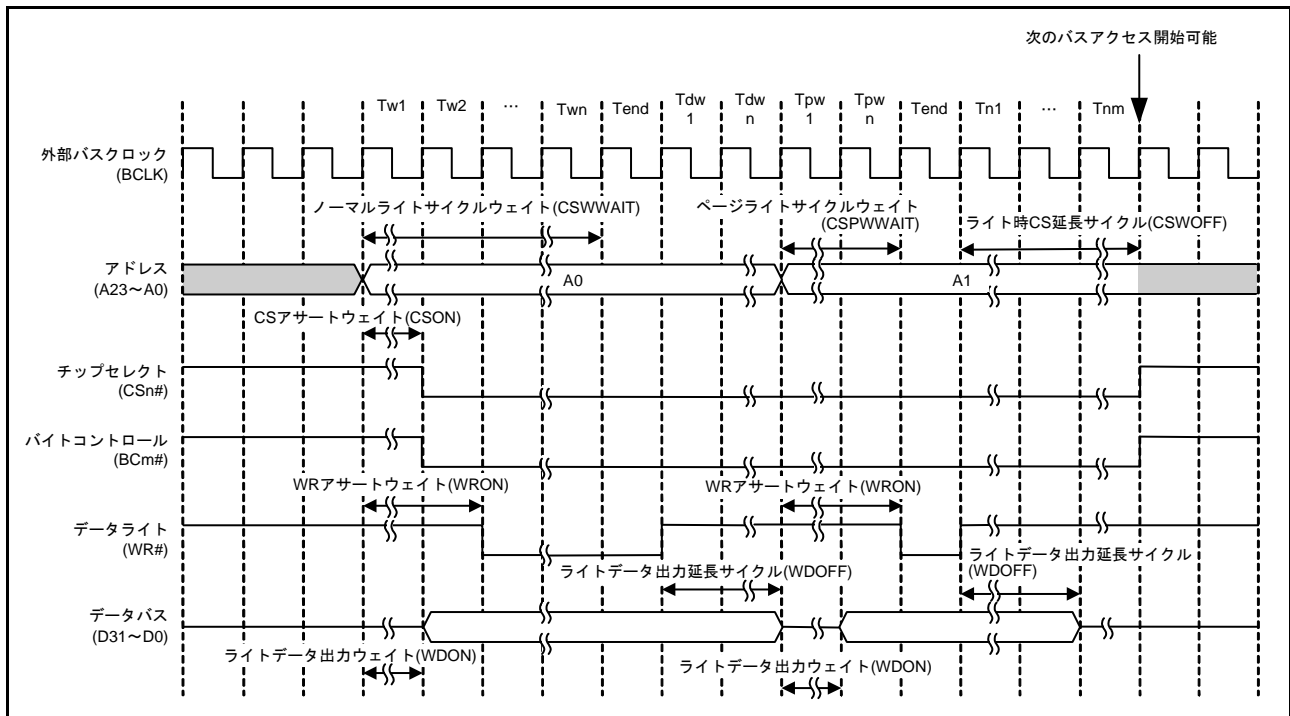 次のバスアクセス開始可能
Tw1 Tw2 … Twn Tend Tdw1 Tdwn Tpw1 Tpwn Tend Tn1 … Tnm
外部バスクロック
(BCLK)
ノーマルライトサイクルウェイト(CSWWAIT)
ページライトサイクルウェイト
(CSPWWAIT)
ライト時CS延長サイクル(CSWOFF)
アドレス
(A23～A0)
A0
A1
CSアサートウェイト(CSON)
チップセレクト
(CSn#)
バイトコントロール
(BCm#)
WRアサートウェイト(WRON)
WRアサートウェイト(WRON)
データライト
(WR#)
ライトデータ出力延長サイクル(WDOFF)
ライトデータ出力延長サイクル
(WDOFF)
データバス
(D31～D0)
ライトデータ出力ウェイト(WDON)
ライトデータ出力ウェイト(WDON)